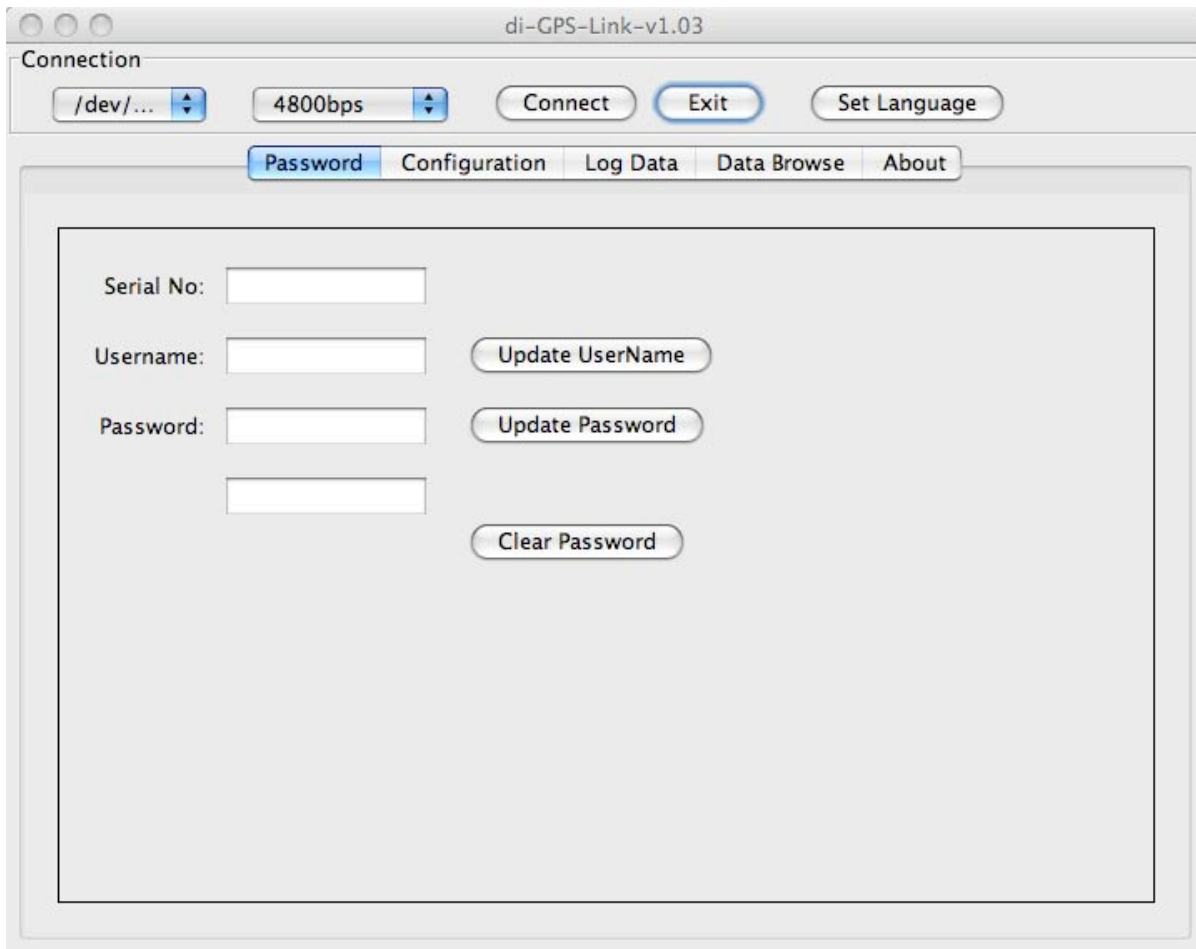 di-GPS-Link-v1.03
Connection
/dev/... 4800bps Connect Exit Set Language
Password Configuration Log Data Data Browse About
Serial No:
Username: Update UserName
Password: Update Password
Clear Password